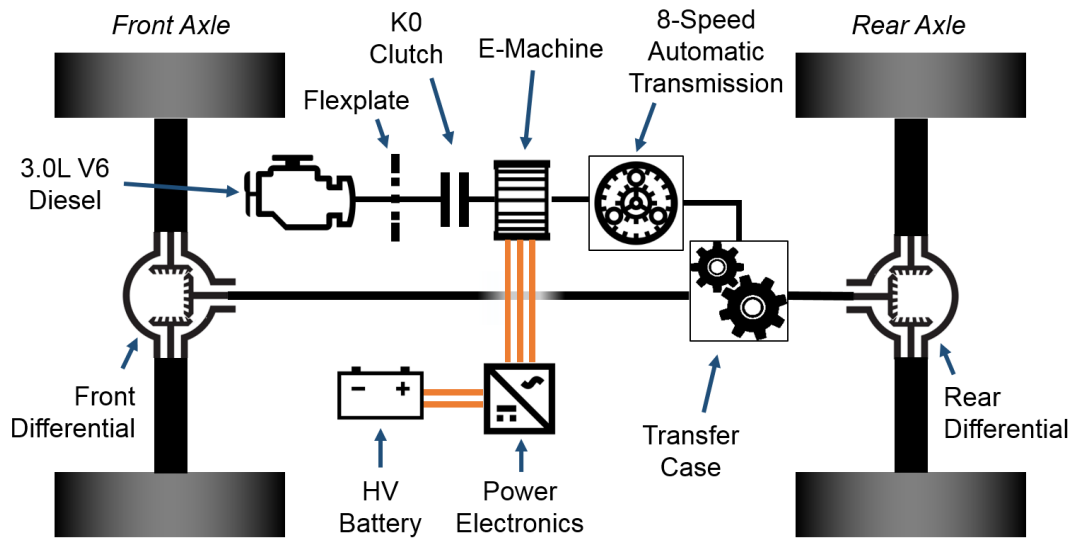 Front Axle
K0
Clutch
E-Machine
8-Speed
Automatic
Transmission
Rear Axle
Flexplate
3.0L V6
Diesel
Front
Differential
HV
Battery
Power
Electronics
Transfer
Case
Rear
Differential